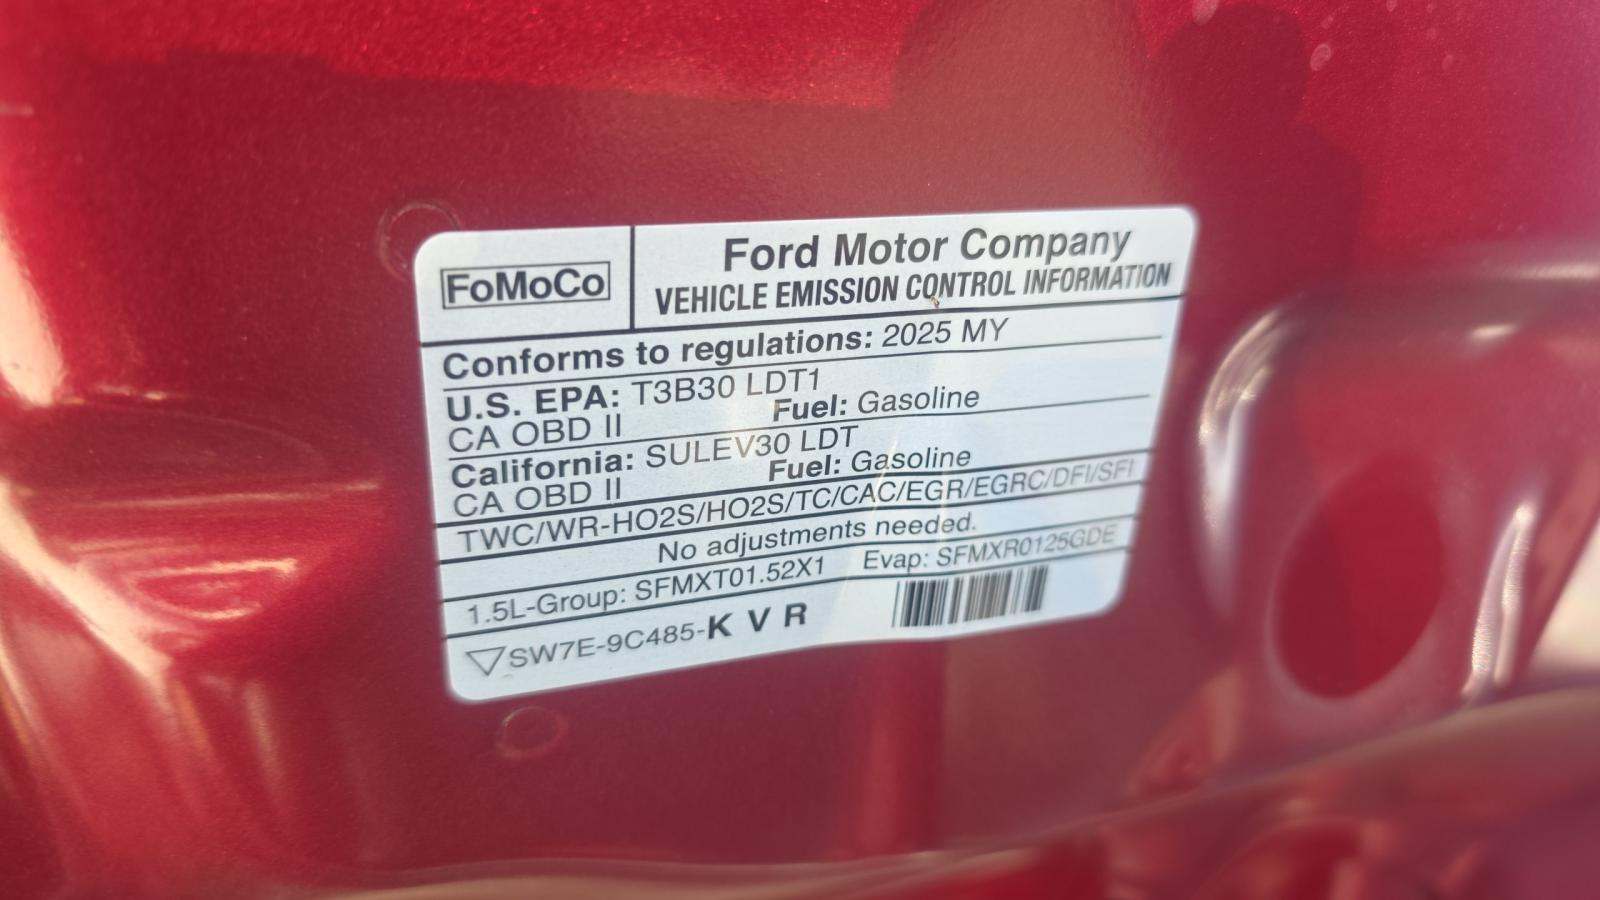 FoMoCo
Ford Motor Company
VEHICLE EMISSION CONTROL INFORMATION
Conforms to regulations: 2025 MY
U.S. EPA: T3B30 LDT1
CA OBD II Fuel: Gasoline
California: SULEV30 LDT
CA OBD II Fuel: Gasoline
TWC/WR-HO2S/HO2S/TC/CAC/EGR/EGRC/DFI/SFI
No adjustments needed.
1.5L-Group: SFMXT01.52X1 Evap: SFMXR0125GDE
SW7E-9C485-K V R